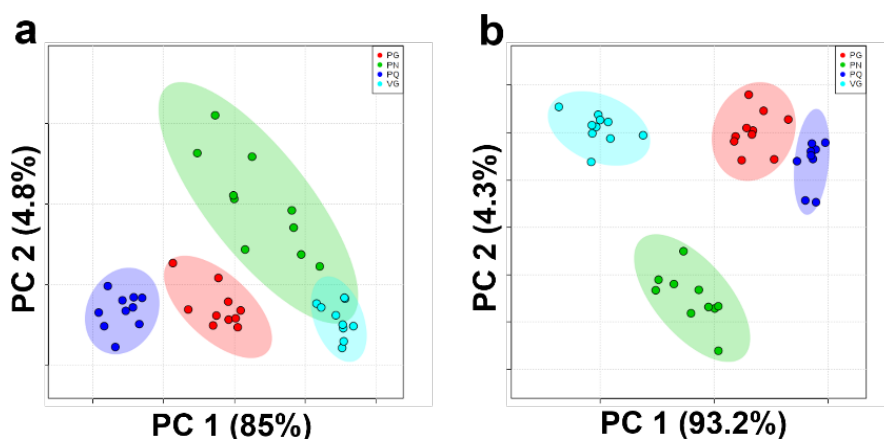 a
PG
PN
PQ
VG
PC 2 (4.8%)
PC 1 (85%)
b
PG
PN
PQ
VG
PC 2 (4.3%)
PC 1 (93.2%)